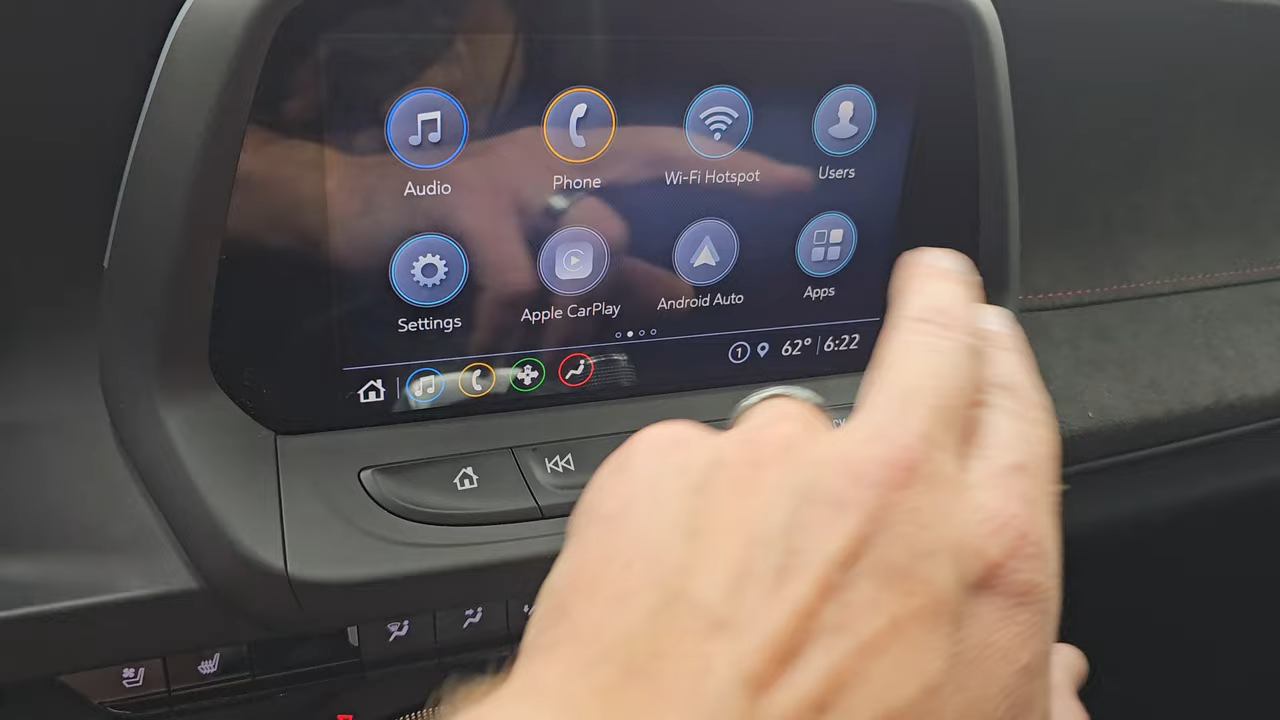 Audio Phone Wi-Fi Hotspot Users
Settings Apple CarPlay Android Auto Apps
1 62° 6:22